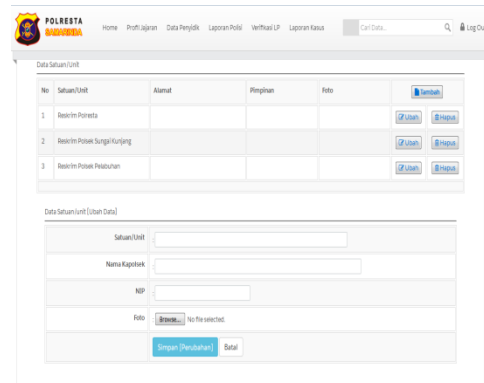 POLRESTA
SAMARINDA
Home Profil Jajaran Data Penyidik Laporan Polisi Verifikasi LP Laporan Kasus Cari Data... Log Ou
Data Satuan/Unit
No Satuan/Unit Alamat Pimpinan Foto Tambah
1 Reskrim Polresta Ubah Hapus
2 Reskrim Polsek Sungai Kunjang Ubah Hapus
3 Reskrim Polsek Pelabuhan Ubah Hapus
Data Satuan/unit [Ubah Data]
Satuan/Unit :
Nama Kapolsek :
NIP :
Foto : Browse... No file selected.
Simpan [Perubahan] Batal